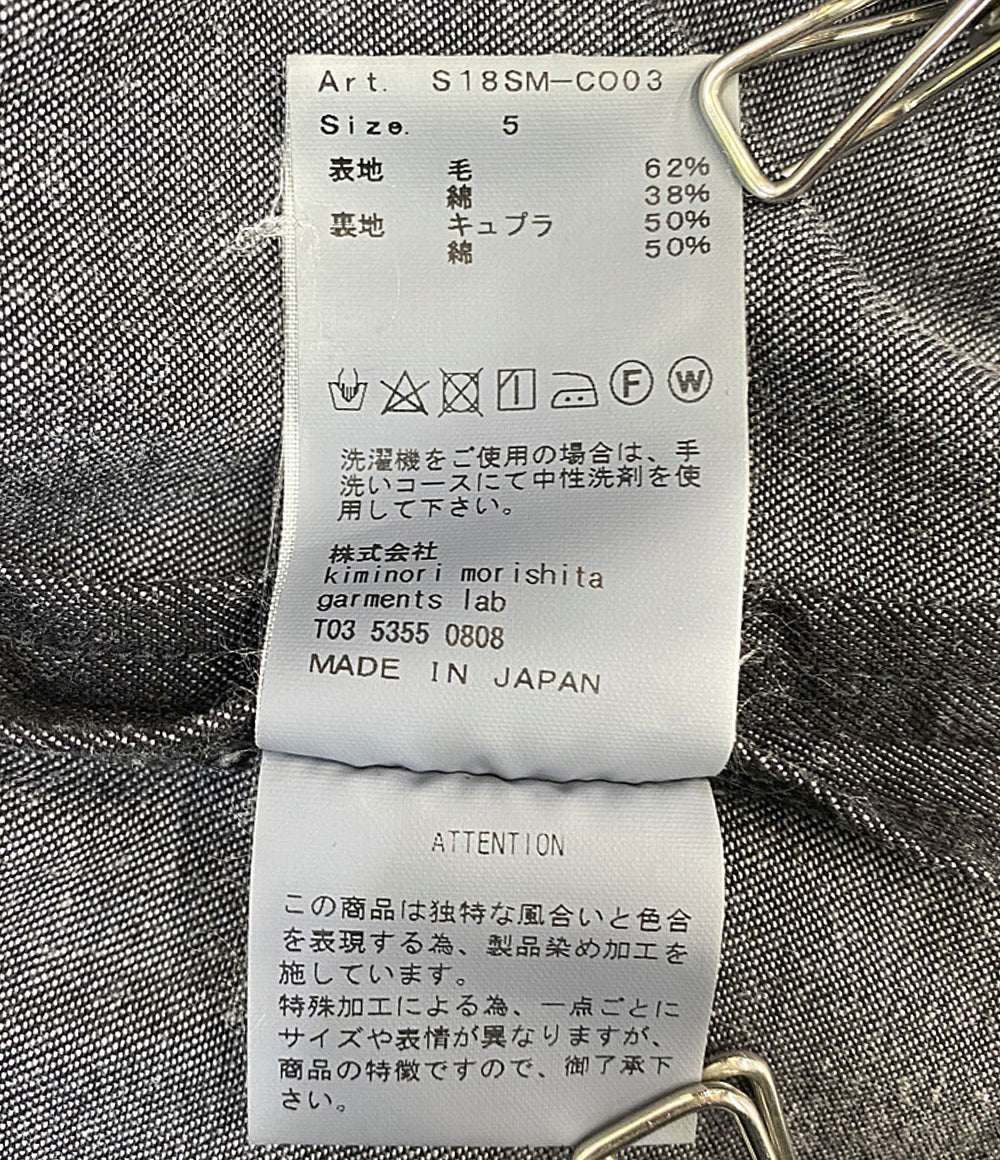 Art. S18SM-CO03
Size. 5
表地 毛 62%
綿 38%
裏地 キュプラ 50%
綿 50%
F W
洗濯機をご使用の場合は、手
洗いコースにて中性洗剤を使
用して下さい。
株式会社
kiminori morishita
garments lab
T03 5355 0808
MADE IN JAPAN
ATTENTION
この商品は独特な風合いと色合
を表現する為、製品染め加工を
施しています。
特殊加工による為、一点ごとに
サイズや表情が異なりますが、
商品の特徴ですので、御了承下
さい。